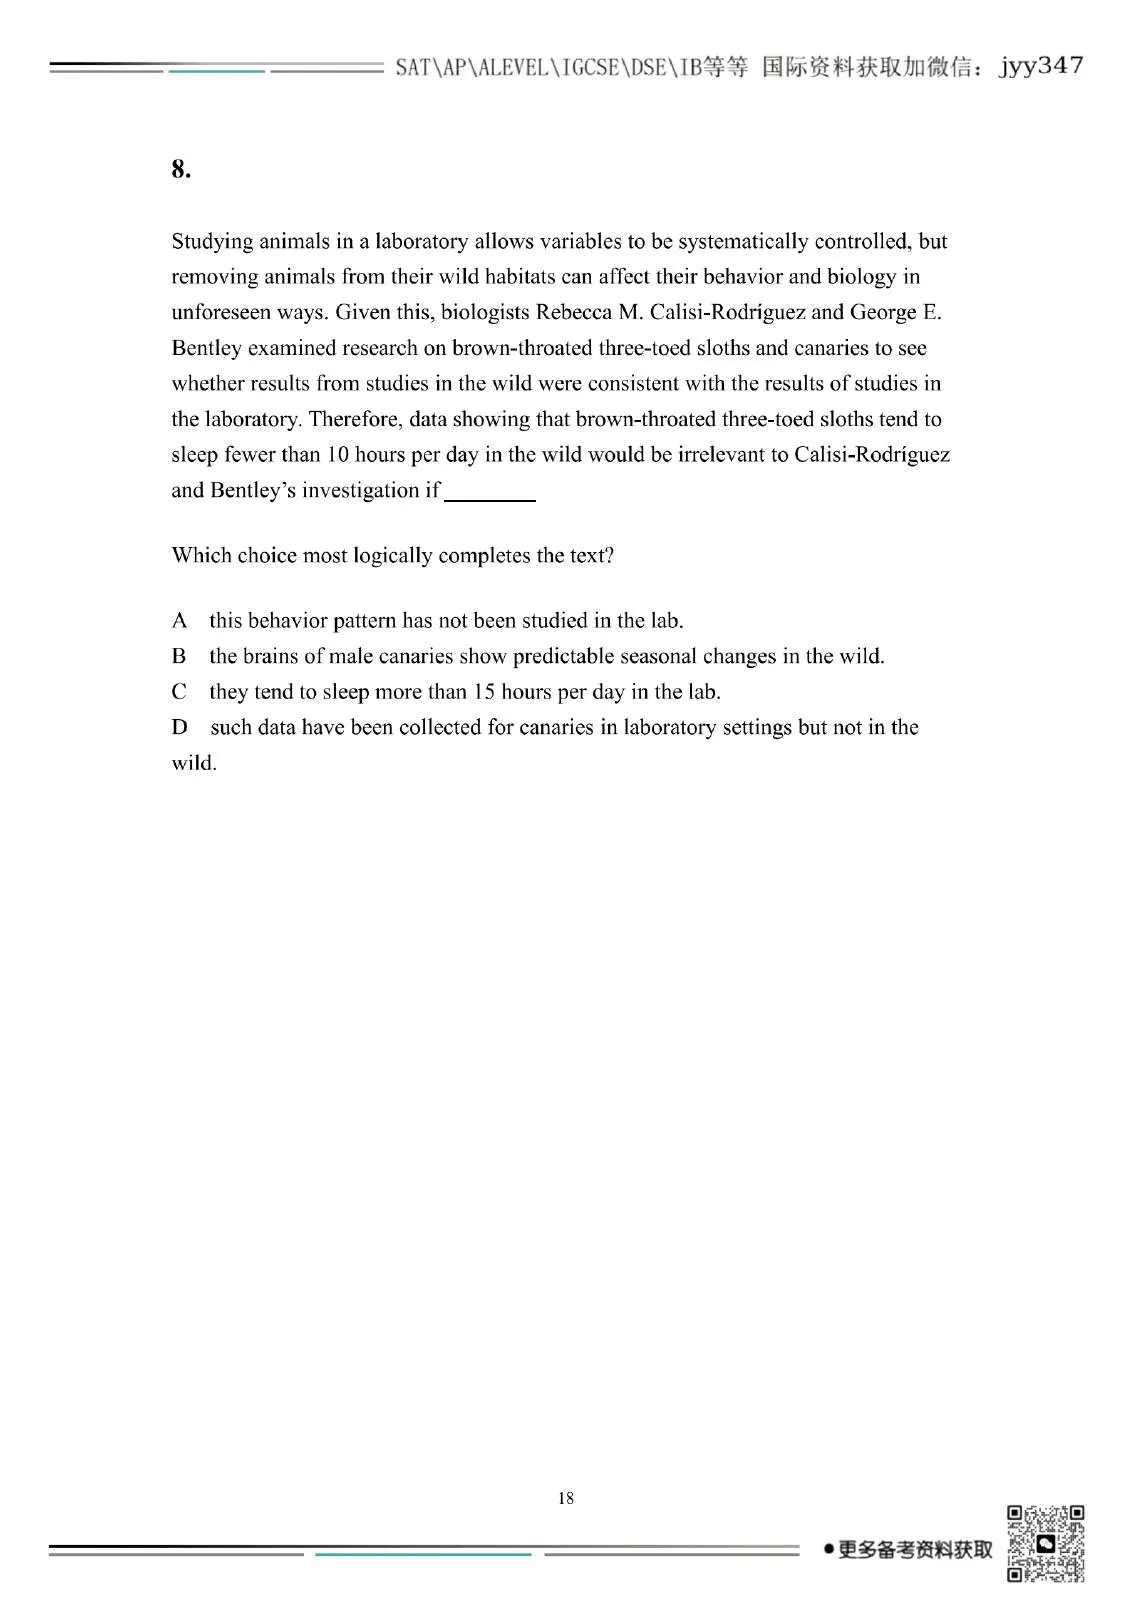 SAT\AP\ALEVEL\IGCSE\DSE\IB等等 国际资料获取加微信：jyy347
8.
Studying animals in a laboratory allows variables to be systematically controlled, but
removing animals from their wild habitats can affect their behavior and biology in
unforeseen ways. Given this, biologists Rebecca M. Calisi-Rodríguez and George E.
Bentley examined research on brown-throated three-toed sloths and canaries to see
whether results from studies in the wild were consistent with the results of studies in
the laboratory. Therefore, data showing that brown-throated three-toed sloths tend to
sleep fewer than 10 hours per day in the wild would be irrelevant to Calisi-Rodríguez
and Bentley’s investigation if ________
Which choice most logically completes the text?
A this behavior pattern has not been studied in the lab.
B the brains of male canaries show predictable seasonal changes in the wild.
C they tend to sleep more than 15 hours per day in the lab.
D such data have been collected for canaries in laboratory settings but not in the
wild.
18
●更多备考资料获取